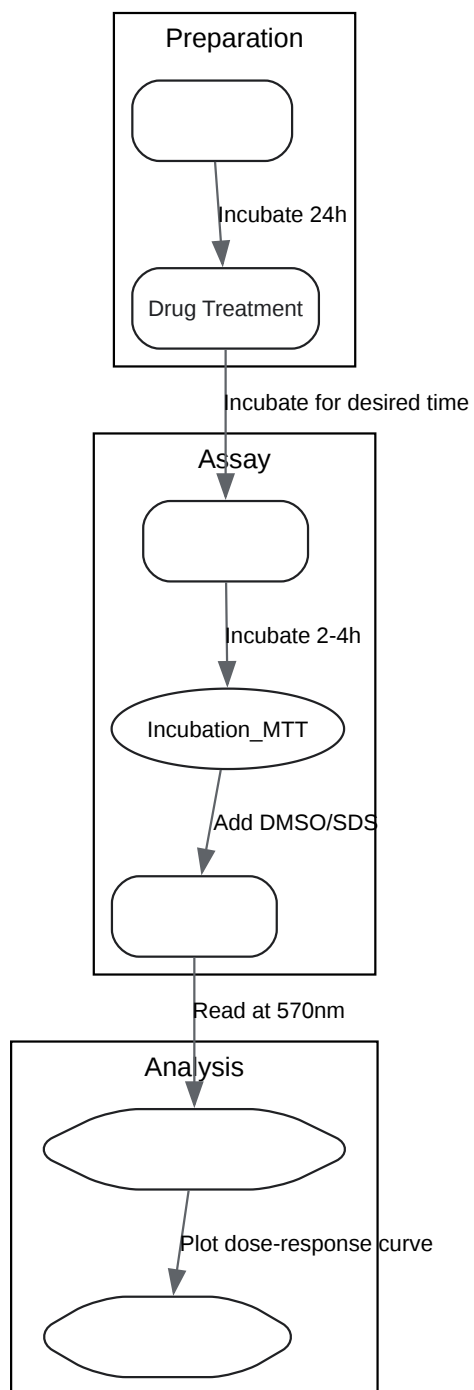 Preparation
Incubate 24h
Drug Treatment
Incubate for desired time
Assay
Incubate 2-4h
Incubation_MTT
Add DMSO/SDS
Read at 570nm
Analysis
Plot dose-response curve